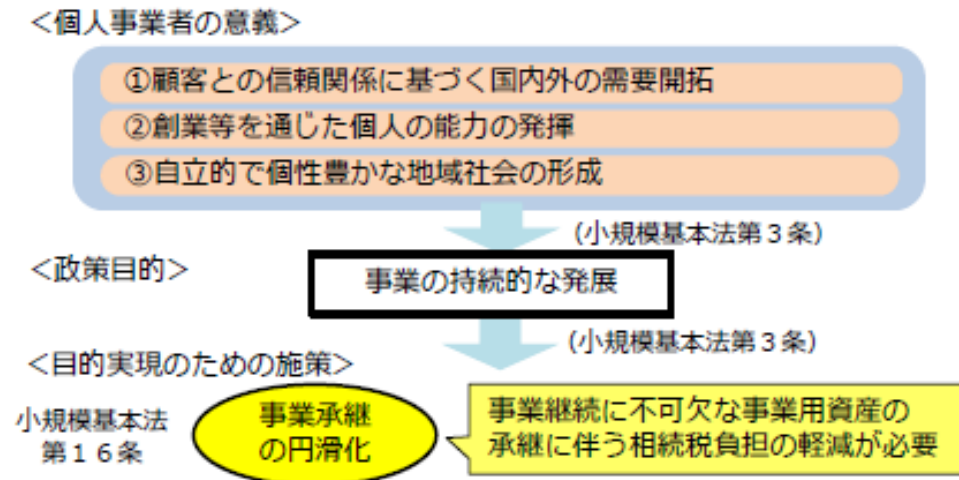 ＜個人事業者の意義＞
①顧客との信頼関係に基づく国内外の需要開拓
②創業等を通じた個人の能力の発揮
③自立的で個性豊かな地域社会の形成
（小規模基本法第３条）
＜政策目的＞
事業の持続的な発展
（小規模基本法第３条）
＜目的実現のための施策＞
小規模基本法
第１６条
事業承継
の円滑化
事業継続に不可欠な事業用資産の
承継に伴う相続税負担の軽減が必要